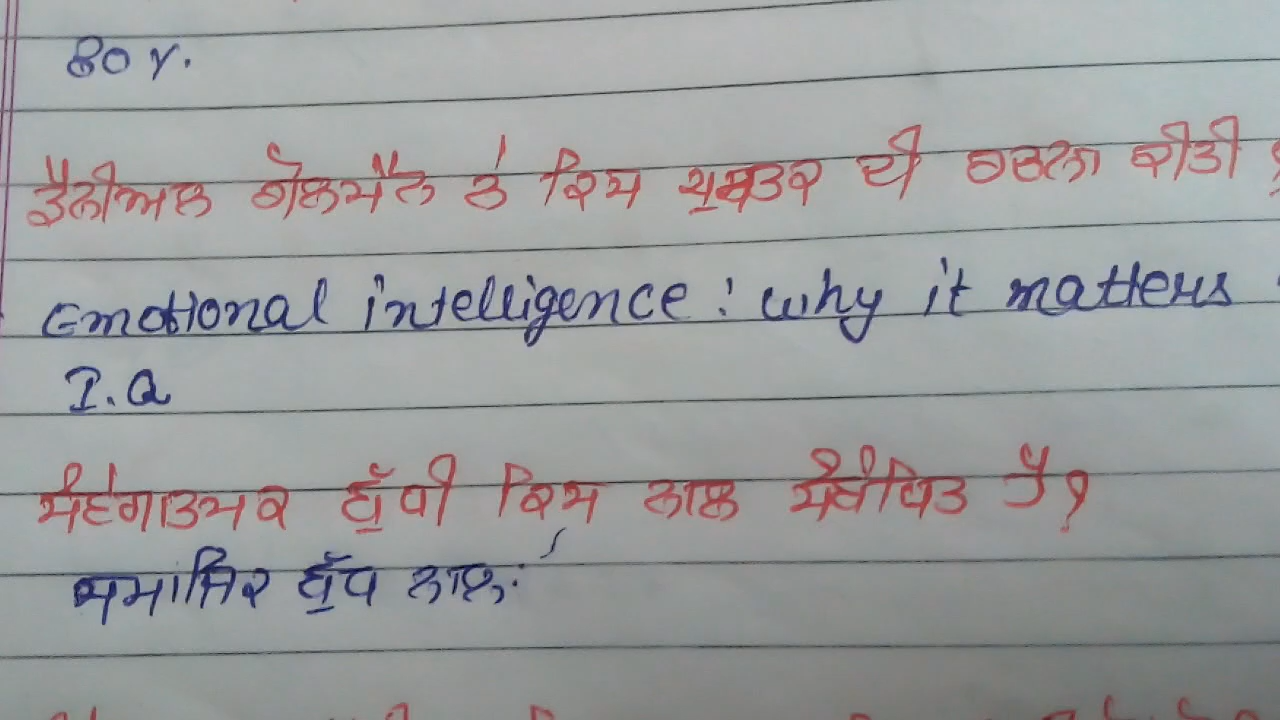 80 %.
ਡੈਨੀਅਲ ਗੋਲਮੈਨ ਨੇ ਕਿਸ ਪੁਸਤਕ ਦੀ ਰਚਨਾ ਕੀਤੀ ?
Emotional intelligence : why it matters
I.Q
ਸੰਵੇਗਾਤਮਕ ਬੁੱਧੀ ਕਿਸ ਨਾਲ ਸੰਬੰਧਿਤ ਹੈ?
ਸਮਾਜਿਕ ਬੁੱਧ ਨਾਲ.